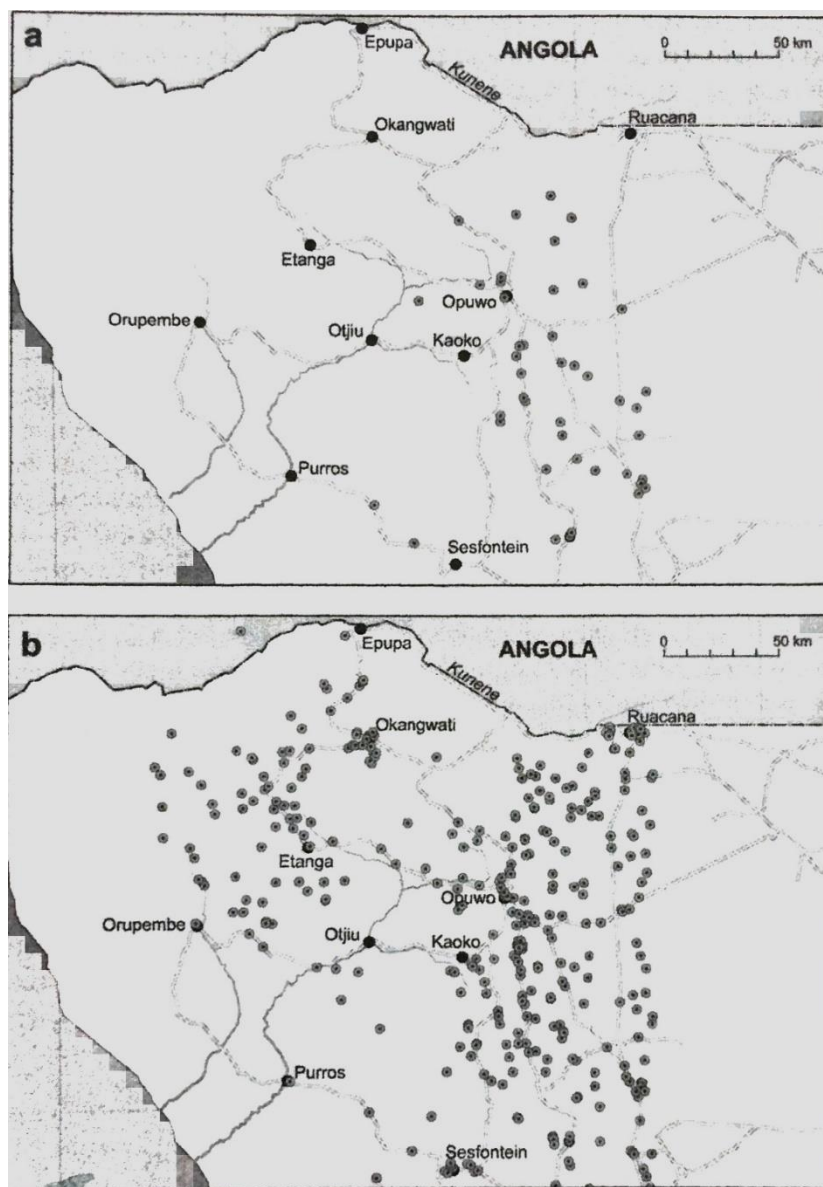 a
Epupa
ANGOLA
0 50 km
Kunene
Okangwati
Ruacana
Etanga
Opuwo
Orupembe
Otjiu
Kaoko
Purros
Sesfontein
b
Epupa
ANGOLA
0 50 km
Kunene
Ruacana
Okangwati
Etanga
Opuwo
Orupembe
Otjiu
Kaoko
Purros
Sesfontein